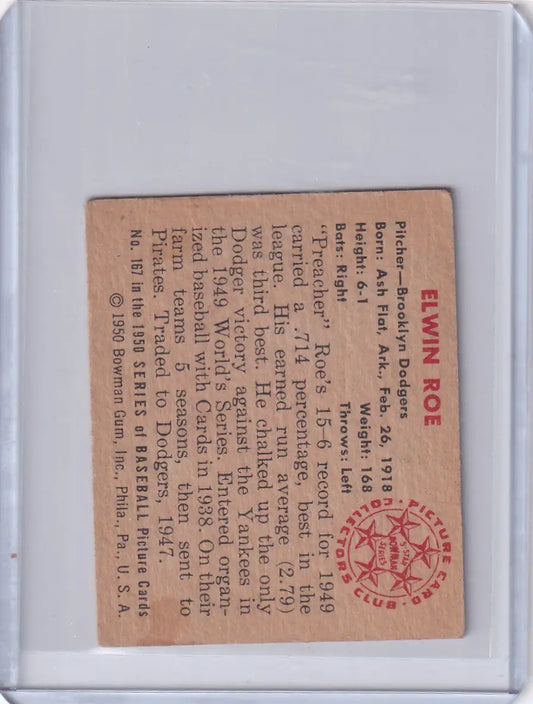 ELWIN ROE
Pitcher—Brooklyn Dodgers
Born: Ash Flat, Ark., Feb. 26, 1918
Height: 6-1 Weight: 168
Bats: Right Throws: Left
"Preacher" Roe's 15-6 record for 1949
carried a .714 percentage, best in the
league. His earned run average (2.79)
was third best. He chalked up the only
Dodger victory against the Yankees in
the 1949 World's Series. Entered organ-
ized baseball with Cards in 1938. On their
farm teams 5 seasons, then sent to
Pirates. Traded to Dodgers, 1947.
No. 167 in the 1950 SERIES of BASEBALL Picture Cards
©1950 Bowman Gum, Inc., Phila., Pa., U. S. A.
PICTURE CARD
COLLECTORS CLUB
5-STAR
BOWMAN
SERIES